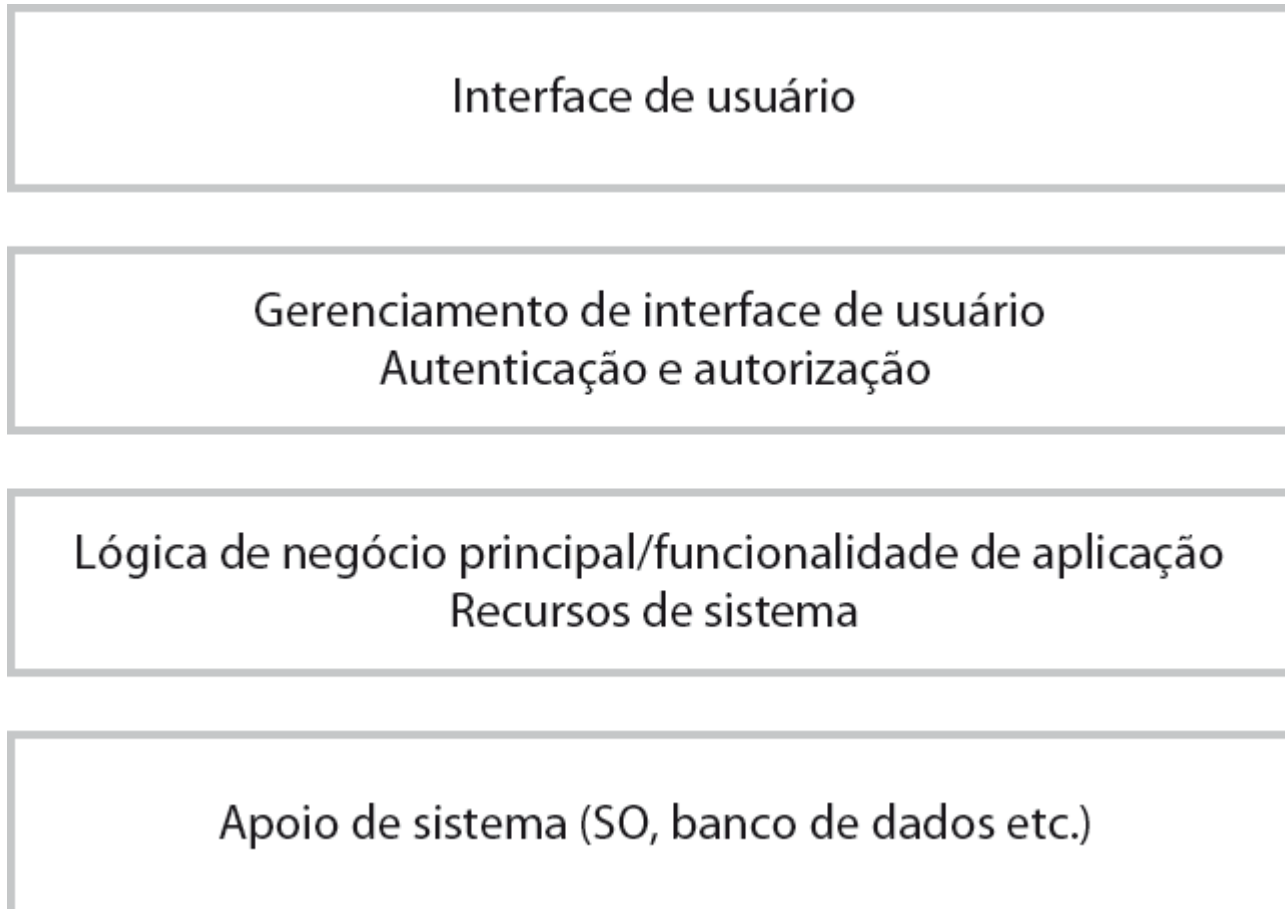 Interface de usuário
Gerenciamento de interface de usuário
Autenticação e autorização
Lógica de negócio principal/funcionalidade de aplicação
Recursos de sistema
Apoio de sistema (SO, banco de dados etc.)